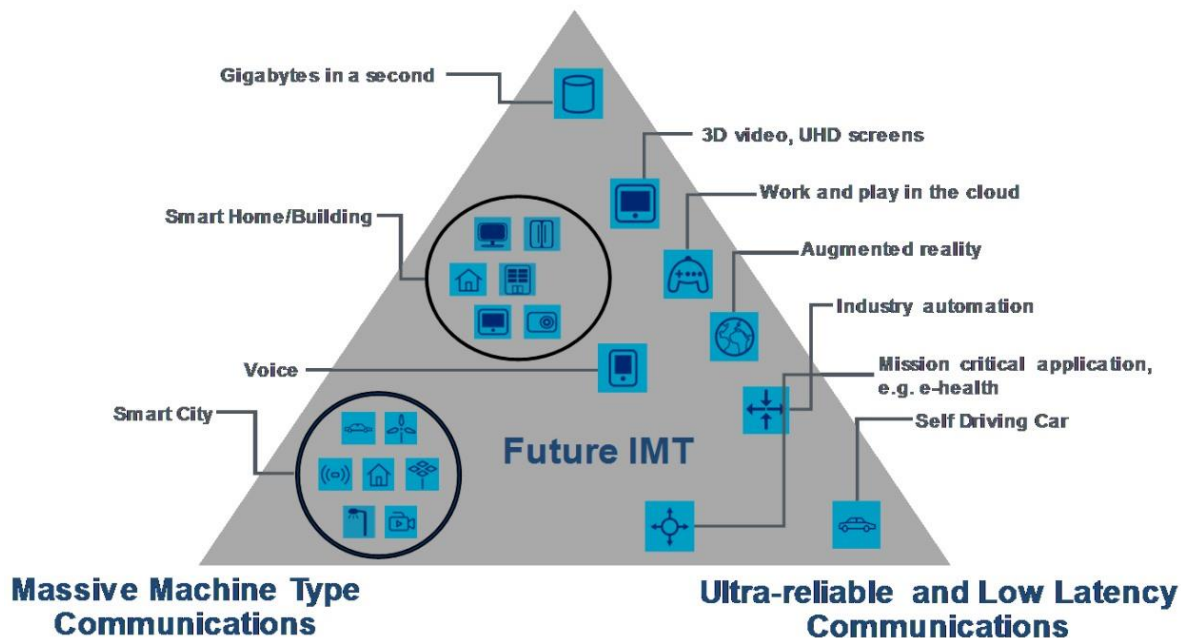 Gigabytes in a second
3D video, UHD screens
Work and play in the cloud
Smart Home/Building
Augmented reality
Industry automation
Voice
Mission critical application,
e.g. e-health
Smart City
Self Driving Car
Future IMT
Massive Machine Type
Communications
Ultra-reliable and Low Latency
Communications